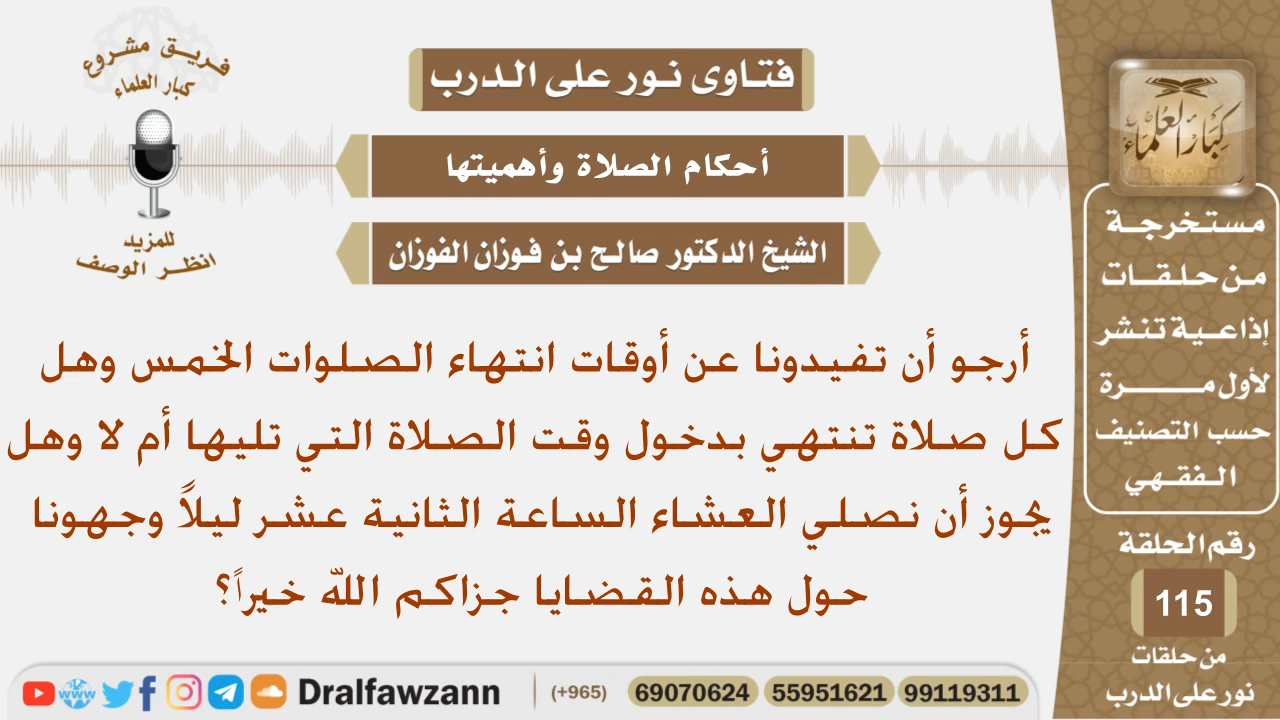 فتاوى نور على الدرب
أحكام الصلاة وأهميتها
الشيخ الدكتور صالح بن فوزان الفوزان
فريق مشروع
كبار العلماء
للمزيد
انظر الوصف
كبار العلماء
مستخرجة
من حلقات
إذاعية تنشر
لأول مرة
حسب التصنيف
الفقهي
رقم الحلقة
115
من حلقات
نور على الدرب
أرجو أن تفيدونا عن أوقات انتهاء الصلوات الخمس وهل
كل صلاة تنتهي بدخول وقت الصلاة التي تليها أم لا وهل
يجوز أن نصلي العشاء الساعة الثانية عشر ليلاً وجهونا
حول هذه القضايا جزاكم الله خيراً؟
www Dralfawzann (+965) 69070624 55951621 99119311